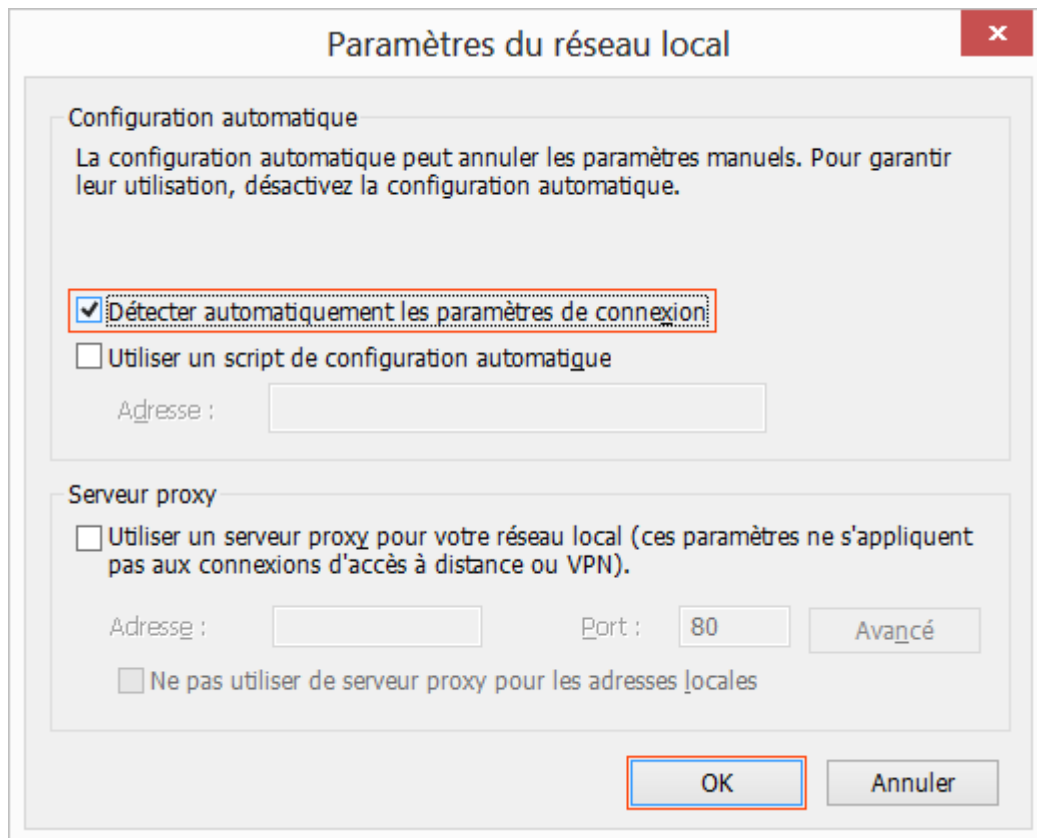 Paramètres du réseau local
Configuration automatique
La configuration automatique peut annuler les paramètres manuels. Pour garantir
leur utilisation, désactivez la configuration automatique.
Détecter automatiquement les paramètres de connexion
Utiliser un script de configuration automatique
Adresse :
Serveur proxy
Utiliser un serveur proxy pour votre réseau local (ces paramètres ne s'appliquent
pas aux connexions d'accès à distance ou VPN).
Adresse : Port : 80 Avancé
Ne pas utiliser de serveur proxy pour les adresses locales
OK Annuler